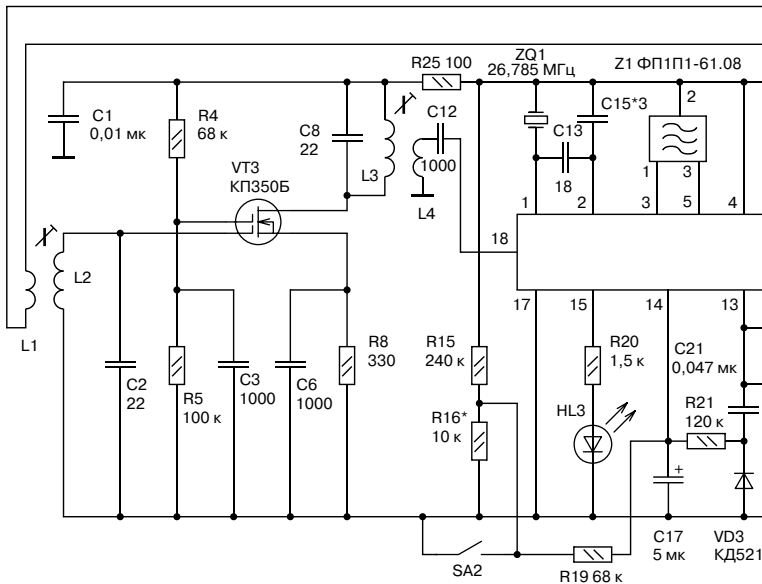 R25 100
ZQ1
26,785 МГц
Z1 ФП1П1-61.08
C1
0,01 мк
R4
68 к
C8
22
C12
1000
C15*3
C13
18
2
1
3
VT3
КП350Б
L3
L4
1
2
3
5
4
18
L2
L1
17
15
14
13
C2
22
R5
100 к
C3
1000
C6
1000
R8
330
R15
240 к
R20
1,5 к
C21
0,047 мк
R16*
10 к
HL3
R21
120 к
+
C17
5 мк
VD3
КД521
SA2
R19 68 к